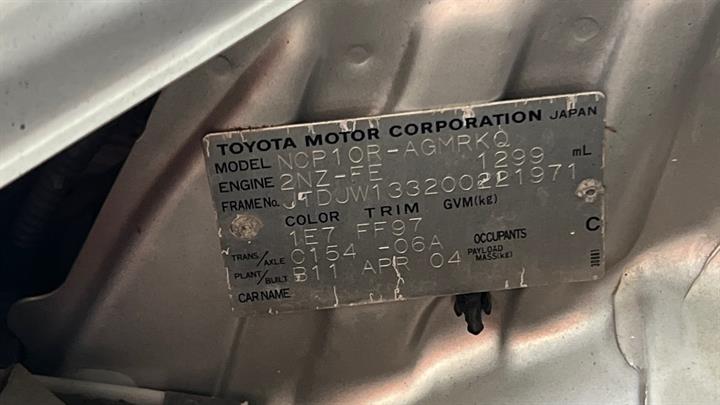 TOYOTA MOTOR CORPORATION JAPAN
MODEL NCP10R-AGMRKQ
ENGINE 2NZ-FE 1299 mL
FRAME No. JTDJW133200221971
COLOR TRIM GVM(kg)
1E7 FF97 C
TRANS/AXLE C154 -06A OCCUPANTS
PLANT/BUILT B11 APR 04 PAYLOAD MASS(kg)
CAR NAME